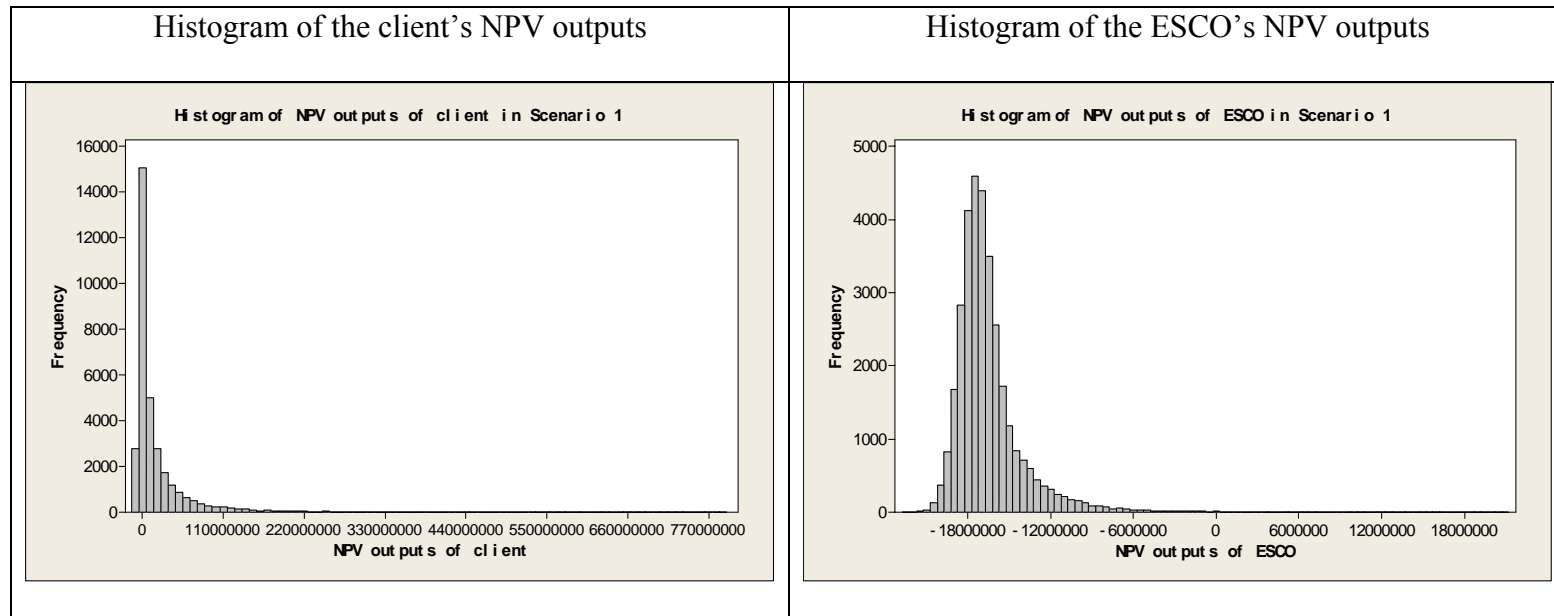 Histogram of the client's NPV outputs
Histogram of the ESCO's NPV outputs
Histogram of NPV outputs of client in Scenario 1
16000
14000
12000
10000
8000
6000
4000
2000
0
Frequency
0 110000000 220000000 330000000 440000000 550000000 660000000 770000000
NPV outputs of client
Histogram of NPV outputs of ESCO in Scenario 1
5000
4000
3000
2000
1000
0
Frequency
-18000000 -12000000 -6000000 0 6000000 12000000 18000000
NPV outputs of ESCO